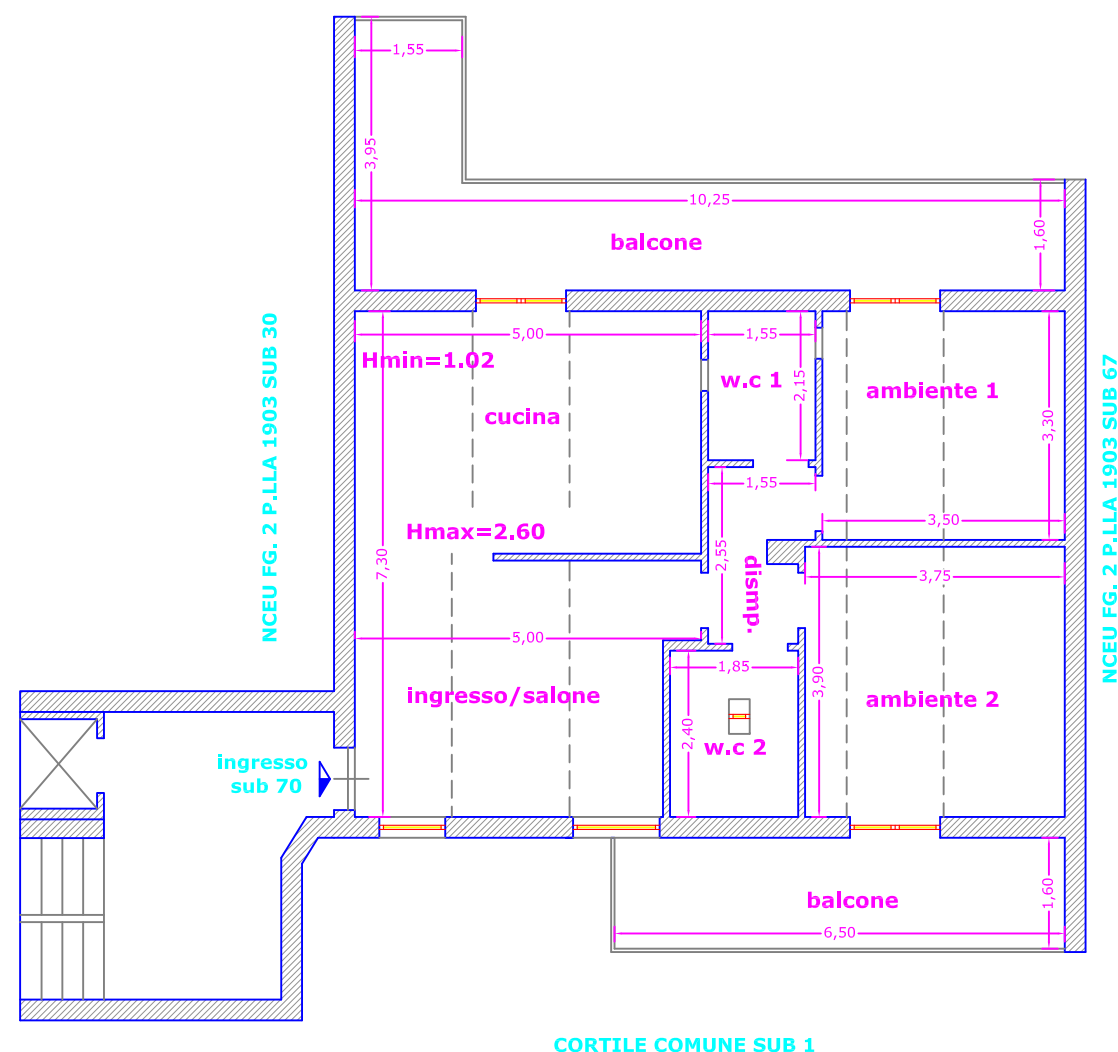 1,55
3,95
10,25
1,60
balcone
NCEU FG. 2 P.LLA 1903 SUB 30
5,00
Hmin=1.02
cucina
1,55
w.c 1
2,15
ambiente 1
3,30
NCEU FG. 2 P.LLA 1903 SUB 67
1,55
3,50
Hmax=2.60
7,30
2,55
dismp.
3,75
5,00
1,85
3,90
ingresso/salone
ambiente 2
2,40
w.c 2
ingresso
sub 70
balcone
1,60
6,50
CORTILE COMUNE SUB 1